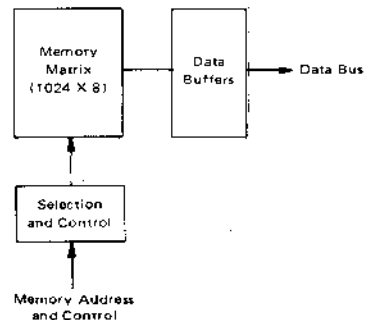 Memory
Matrix
(1024 X 8)
Data
Buffers
Data Bus
Selection
and Control
Memory Address
and Control